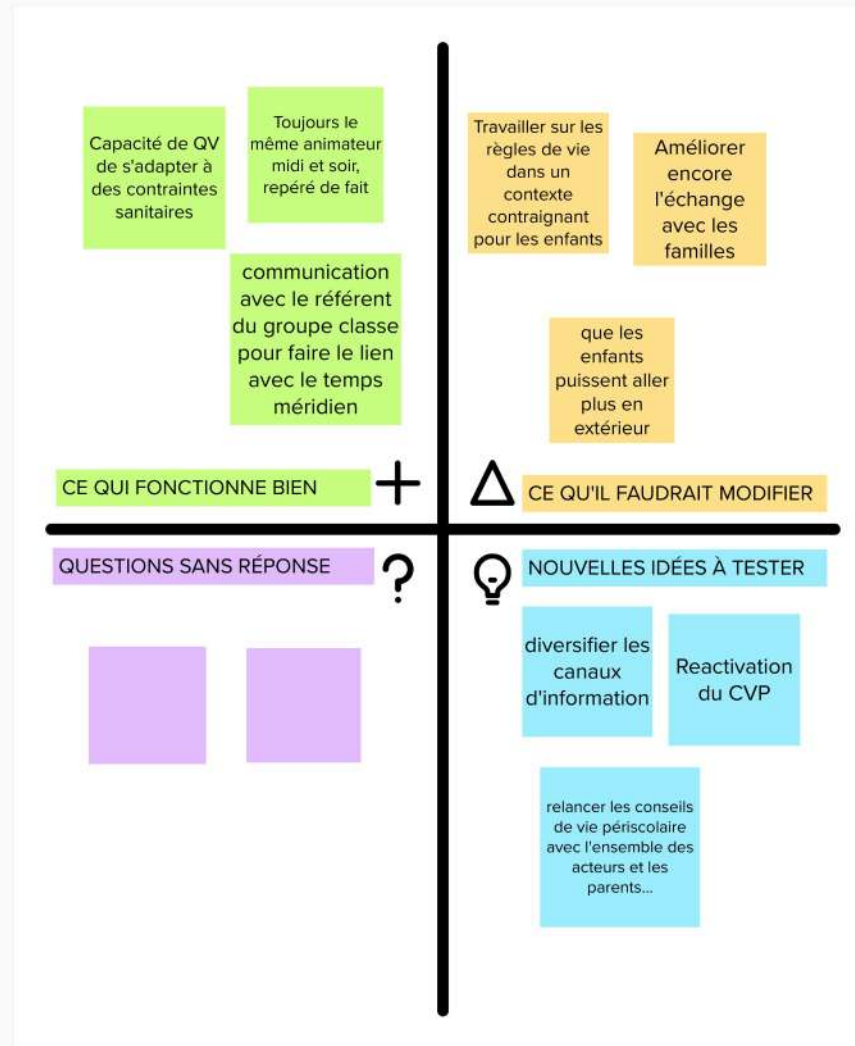 Capacité de QV
de s'adapter à
des contraintes
sanitaires
Toujours le
même animateur
midi et soir,
repéré de fait
communication
avec le référent
du groupe classe
pour faire le lien
avec le temps
méridien
CE QUI FONCTIONNE BIEN
Travailler sur les
règles de vie
dans un
contexte
contraignant
pour les enfants
Améliorer
encore
l'échange
avec les
familles
que les
enfants
puissent aller
plus en
extérieur
CE QU'IL FAUDRAIT MODIFIER
QUESTIONS SANS RÉPONSE
?
NOUVELLES IDÉES À TESTER
diversifier les
canaux
d'information
Reactivation
du CVP
relancer les conseils
de vie périscolaire
avec l'ensemble des
acteurs et les
parents...